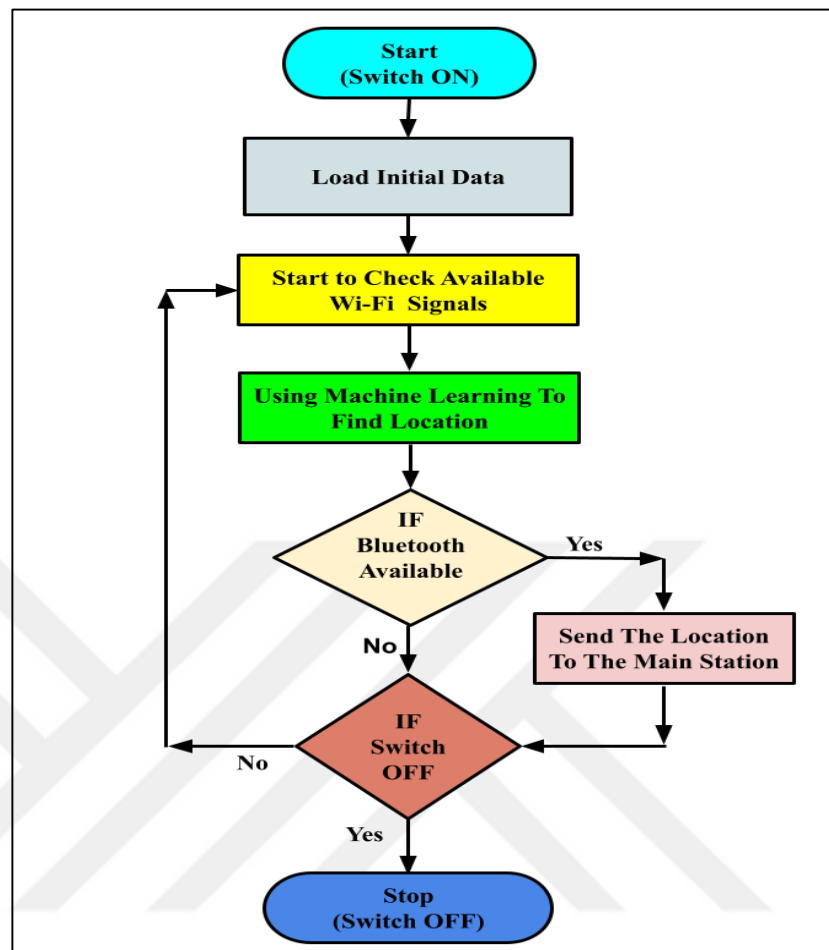 Start
(Switch ON)
Load Initial Data
Start to Check Available
Wi-Fi Signals
Using Machine Learning To
Find Location
IF
Bluetooth
Available
Yes
Send The Location
To The Main Station
No
IF
Switch
OFF
No
Yes
Stop
(Switch OFF)